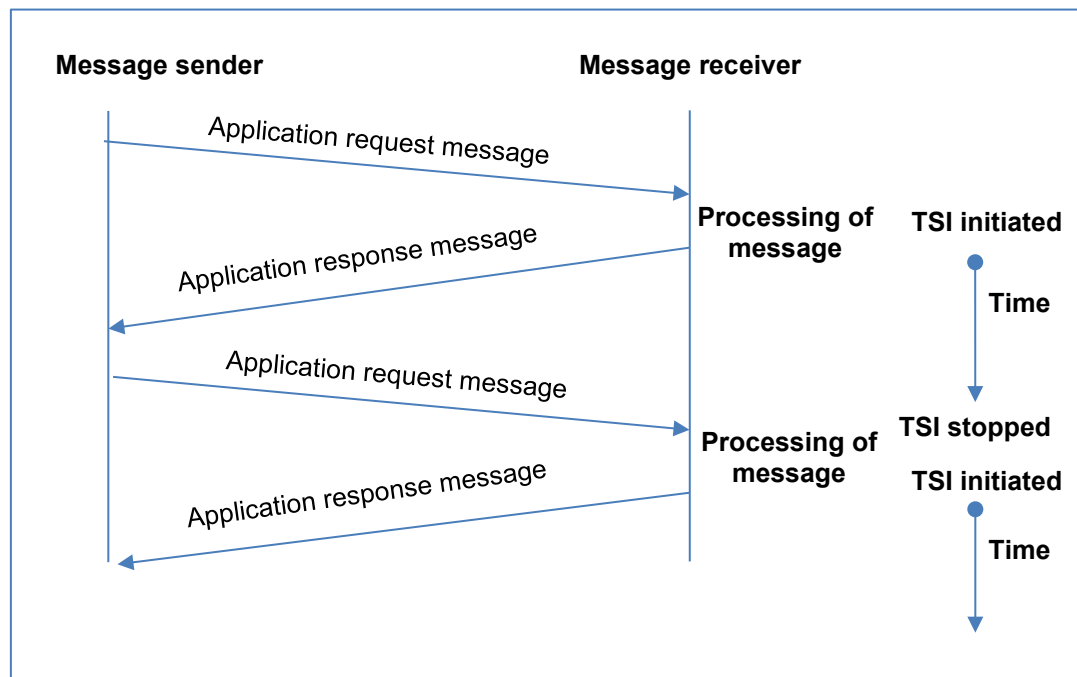 Message sender
Message receiver
Application request message
Processing of
message
TSI initiated
Application response message
Time
Application request message
TSI stopped
Processing of
message
TSI initiated
Application response message
Time